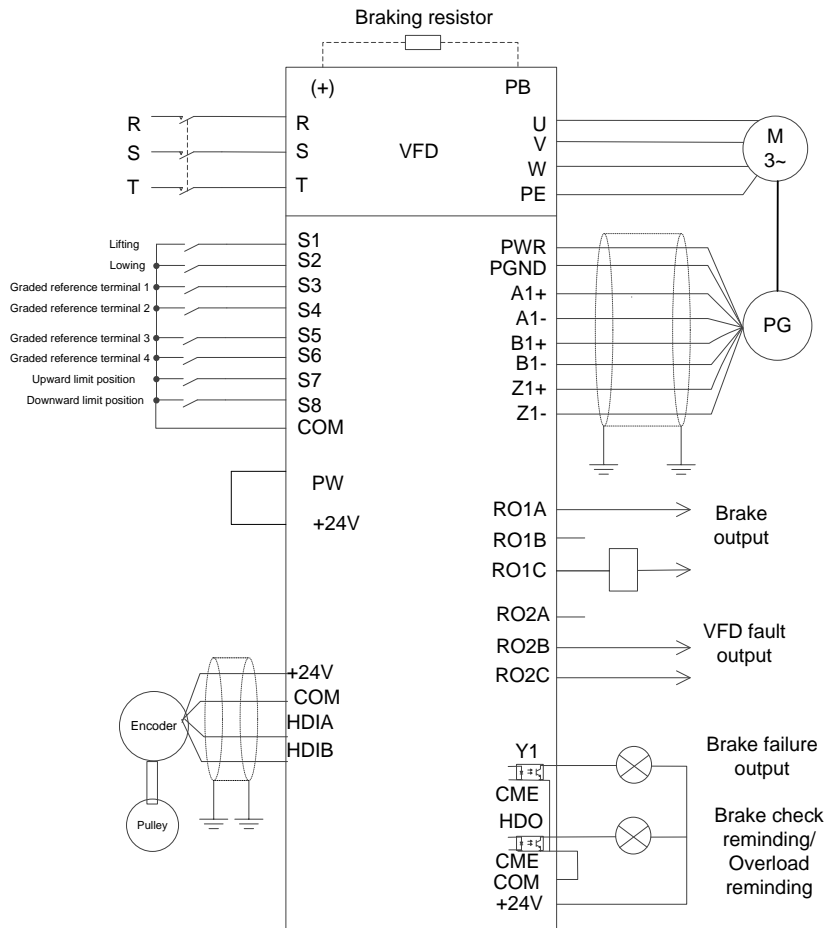 Braking resistor
(+)
PB
R
S
T
R
S
T
VFD
U
V
W
PE
M
3~
Lifting
Lowing
Graded reference terminal 1
Graded reference terminal 2
Graded reference terminal 3
Graded reference terminal 4
Upward limit position
Downward limit position
S1
S2
S3
S4
S5
S6
S7
S8
COM
PW
+24V
PWR
PGND
A1+
A1-
B1+
B1-
Z1+
Z1-
PG
RO1A
RO1B
RO1C
Brake
output
RO2A
RO2B
RO2C
VFD fault
output
+24V
COM
HDIA
HDIB
Encoder
Pulley
Y1
CME
HDO
CME
COM
+24V
Brake failure
output
Brake check
reminding/
Overload
reminding